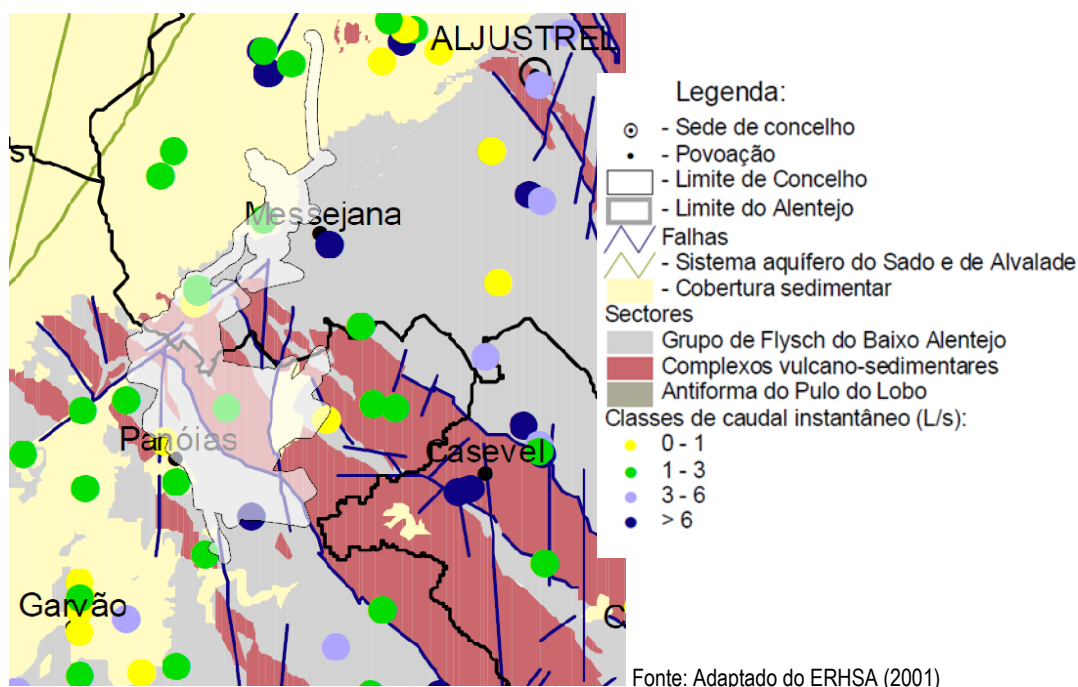 ALJUSTREL
s
Messejana
Panóias
Casevel
Garvão
C
Legenda:
- Sede de concelho
- Povoação
- Limite de Concelho
- Limite do Alentejo
Falhas
- Sistema aquífero do Sado e de Alvalade
- Cobertura sedimentar
Sectores
Grupo de Flysch do Baixo Alentejo
Complexos vulcano-sedimentares
Antiforma do Pulo do Lobo
Classes de caudal instantâneo (L/s):
0 - 1
1 - 3
3 - 6
> 6
Fonte: Adaptado do ERHSA (2001)